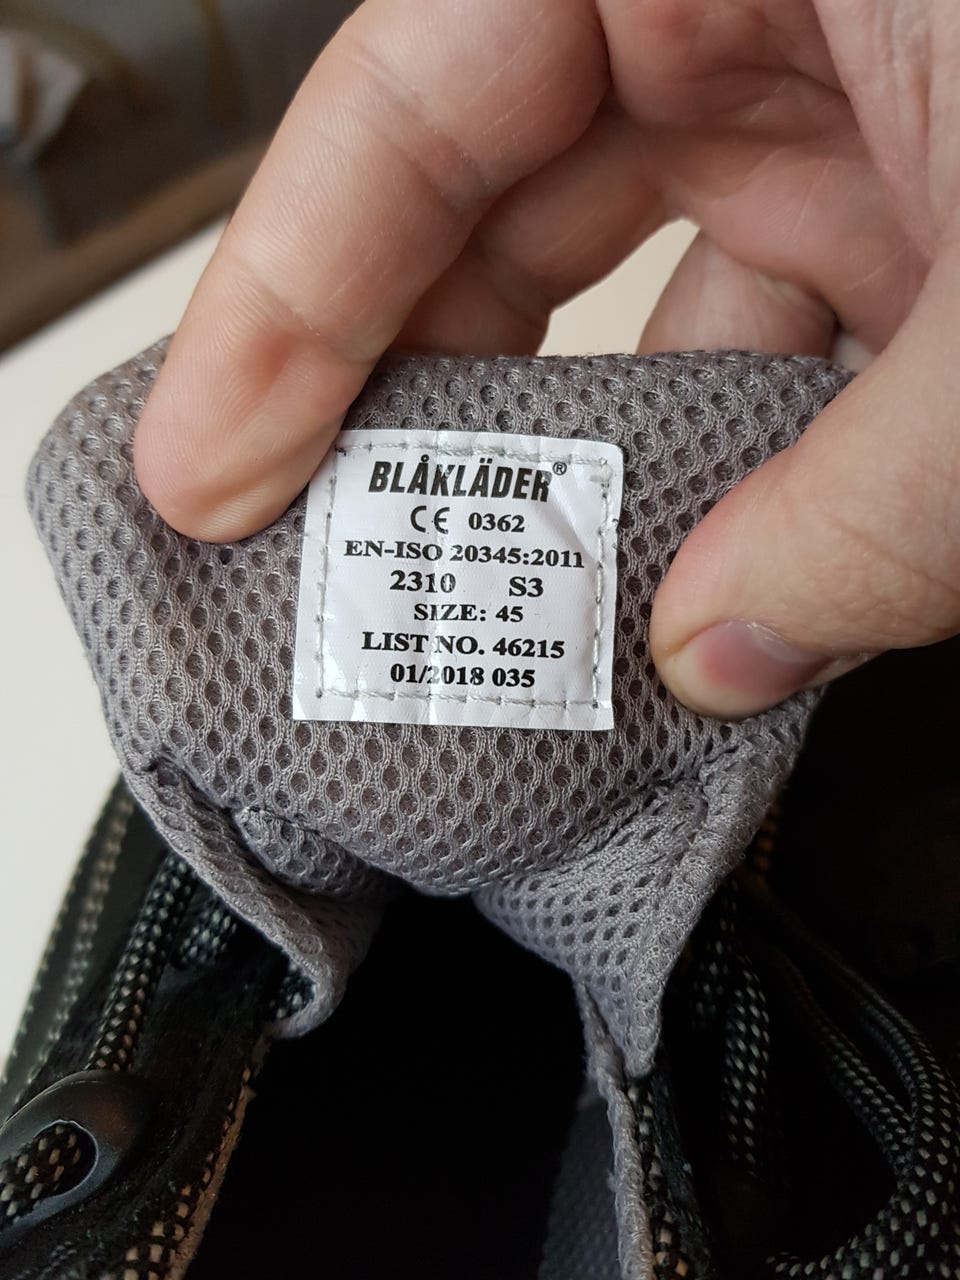 BLÅKLÄDER®
CE 0362
EN-ISO 20345:2011
2310 S3
SIZE: 45
LIST NO. 46215
01/2018 035